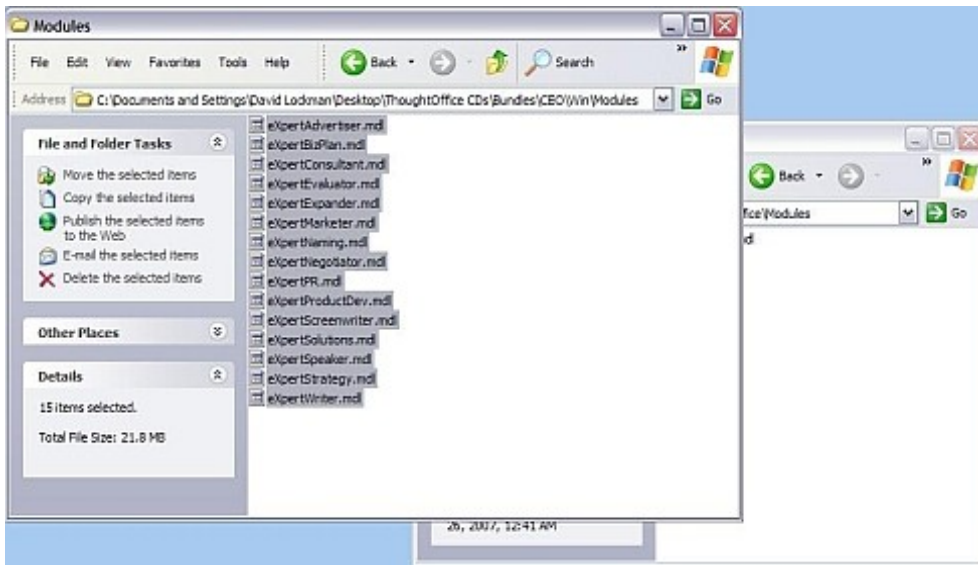 Modules
File Edit View Favorites Tools Help Back Search
Address C:\Documents and Settings\David Lockman\Desktop\ThoughtOffice CDs\Bundles\CEO\Win\Modules Go
File and Folder Tasks
Move the selected items
Copy the selected items
Publish the selected items
to the Web
E-mail the selected items
Delete the selected items
Other Places
Details
15 items selected.
Total File Size: 21.8 MB
eXpertAdvertiser.mdl
eXpertBizPlan.mdl
eXpertConsultant.mdl
eXpertEvaluator.mdl
eXpertExpander.mdl
eXpertMarketer.mdl
eXpertNaming.mdl
eXpertNegotiator.mdl
eXpertPR.mdl
eXpertProductDev.mdl
eXpertScreenwriter.mdl
eXpertSolutions.mdl
eXpertSpeaker.mdl
eXpertStrategy.mdl
eXpertWriter.mdl
Back
fice\Modules Go
26, 2007, 12:41 AM